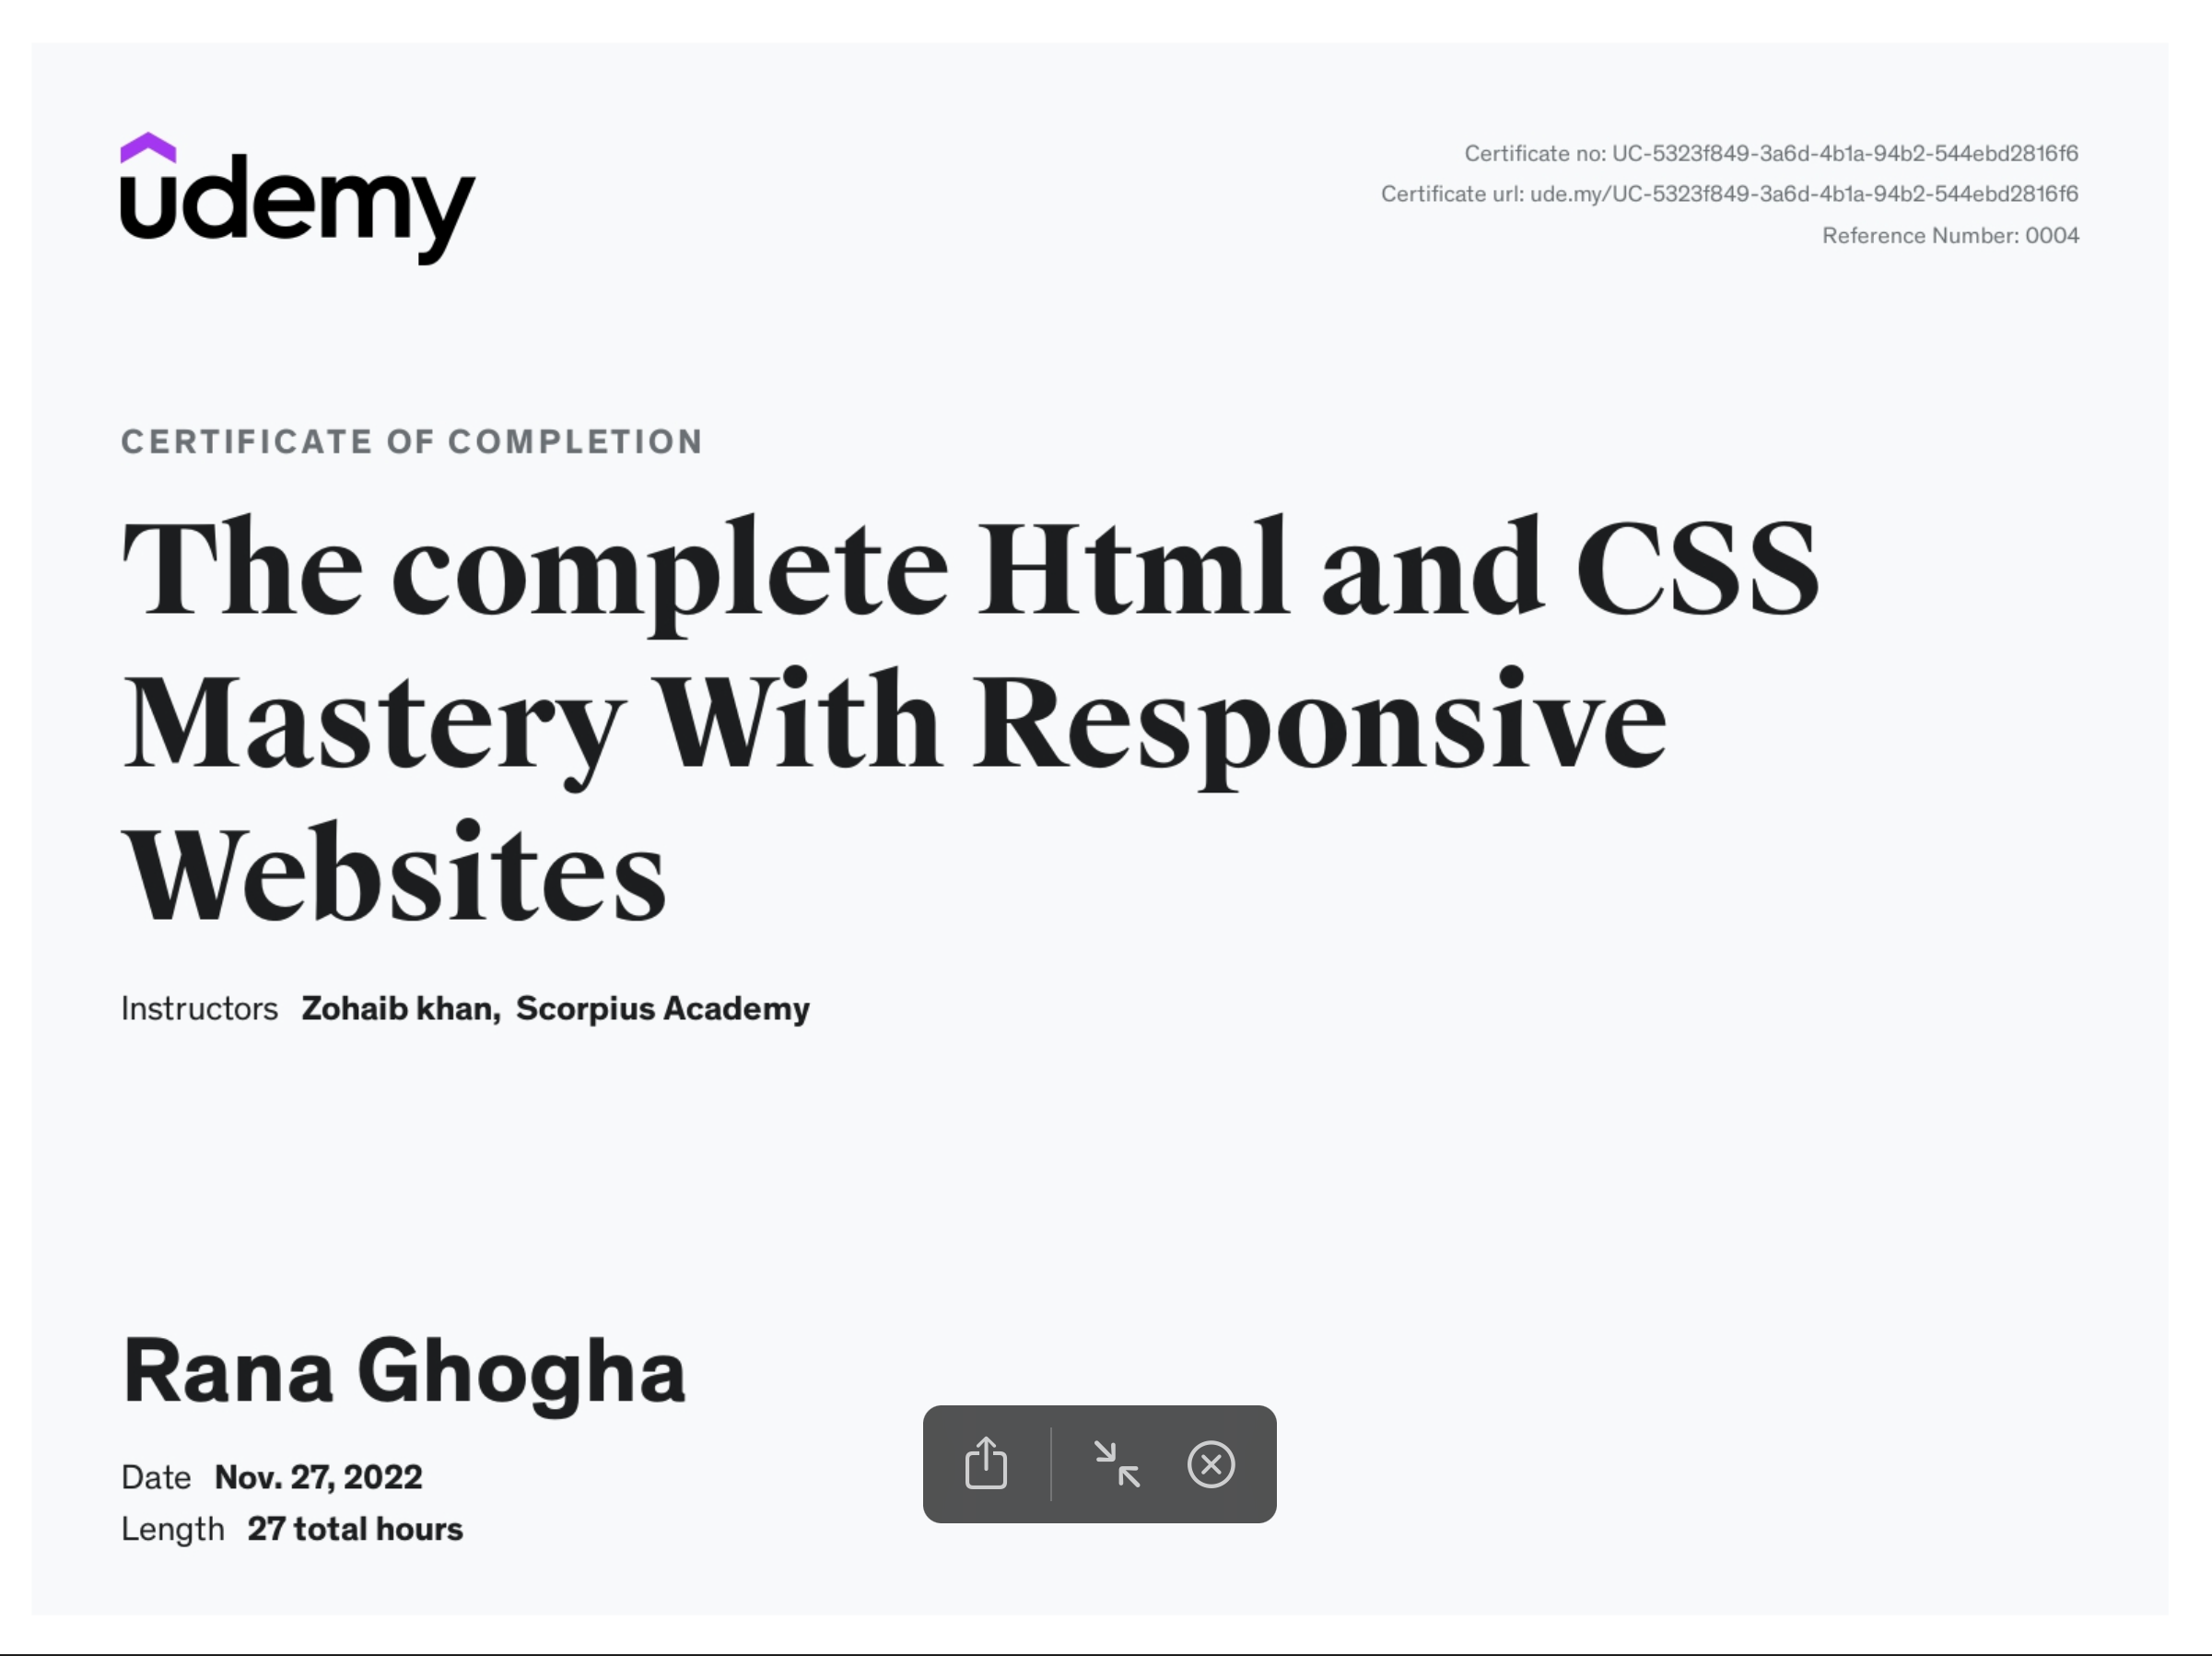 udemy
Certificate no: UC-5323f849-3a6d-4b1a-94b2-544ebd2816f6
Certificate url: ude.my/UC-5323f849-3a6d-4b1a-94b2-544ebd2816f6
Reference Number: 0004
CERTIFICATE OF COMPLETION
The complete Html and CSS
Mastery With Responsive
Websites
Instructors Zohaib khan, Scorpius Academy
Rana Ghogha
Date Nov. 27, 2022
Length 27 total hours